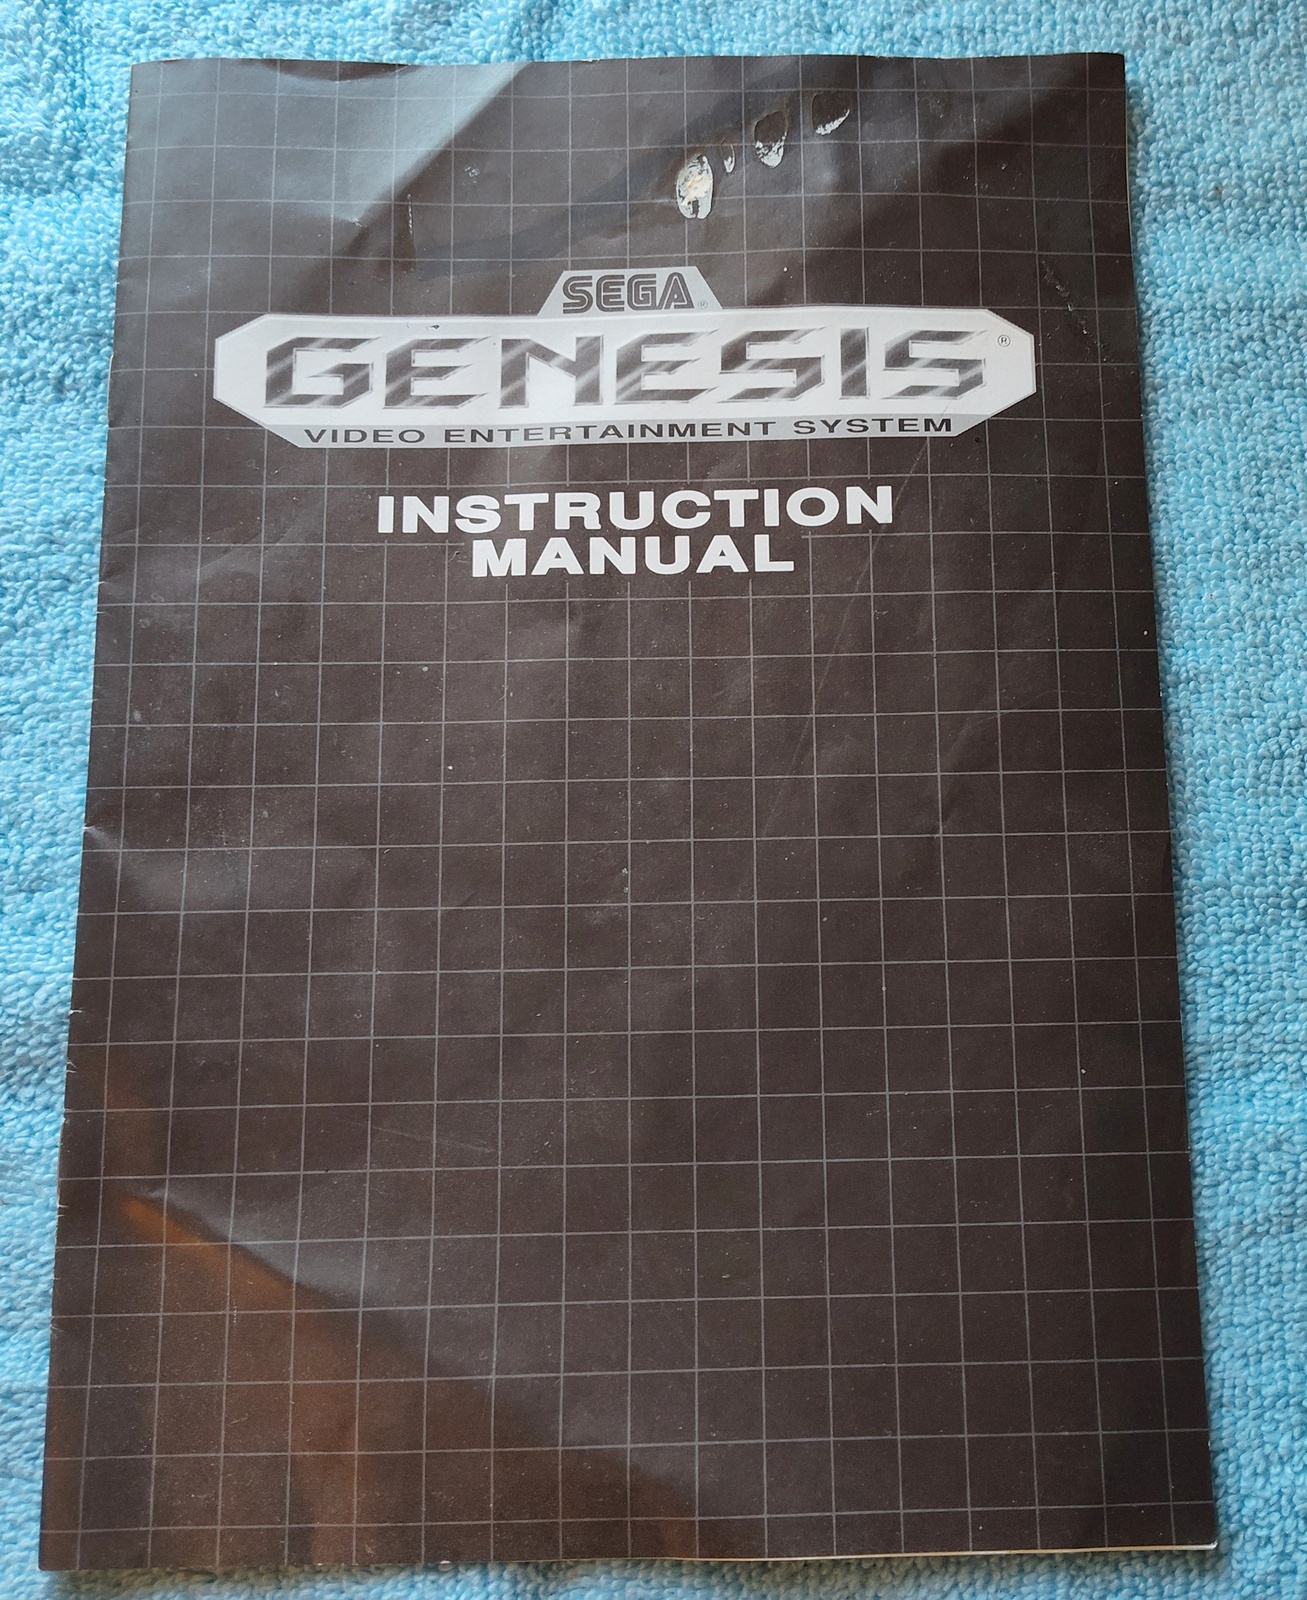 SEGA®
GENESIS®
VIDEO ENTERTAINMENT SYSTEM
INSTRUCTION
MANUAL